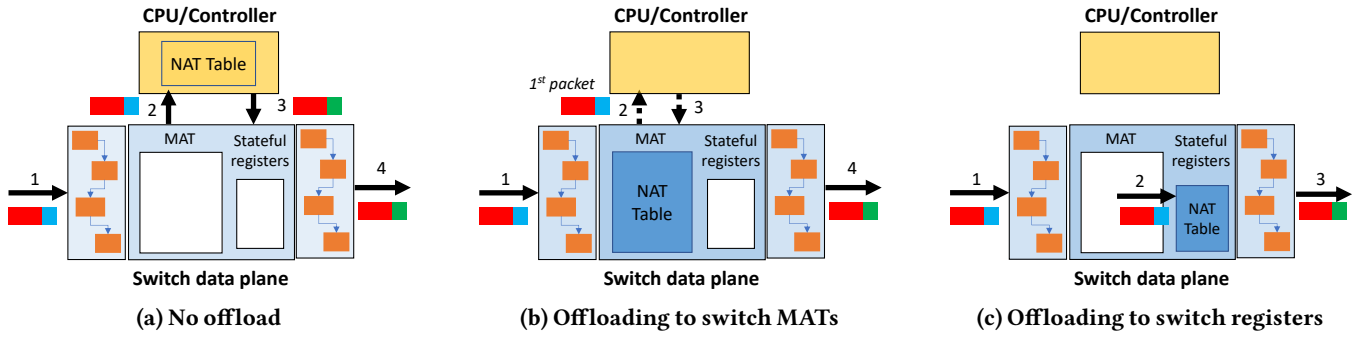 CPU/Controller
NAT Table
2
3
MAT
Stateful
registers
1
4
Switch data plane
(a) No offload
CPU/Controller
1st packet
2
3
MAT
Stateful
registers
1
NAT
Table
4
Switch data plane
(b) Offloading to switch MATs
CPU/Controller
MAT
Stateful
registers
1
2
NAT
Table
3
Switch data plane
(c) Offloading to switch registers